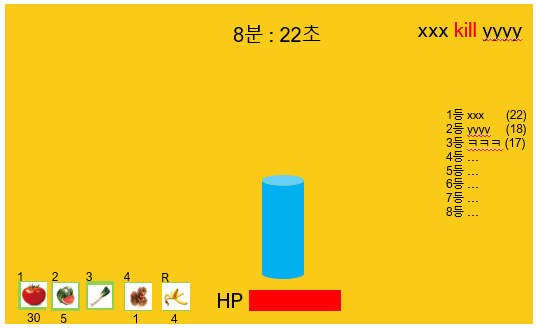 8분 : 22초
xxx kill yyyy
1등 xxx (22)
2등 yyyy (18)
3등 ㅋㅋㅋ (17)
4등 ...
5등 ...
6등 ...
7등 ...
8등 ...
1 2 3 4 R
30 5 1 4
HP